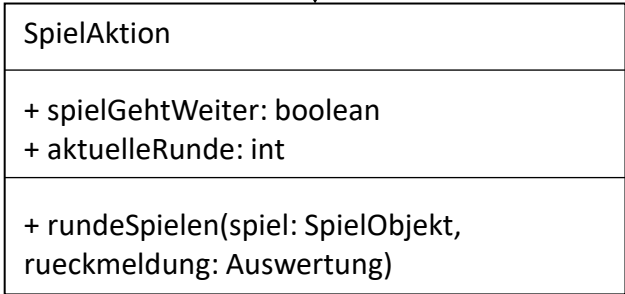 SpielAktion
+ spielGehtWeiter: boolean
+ aktuelleRunde: int
+ rundeSpielen(spiel: SpielObjekt,
rueckmeldung: Auswertung)